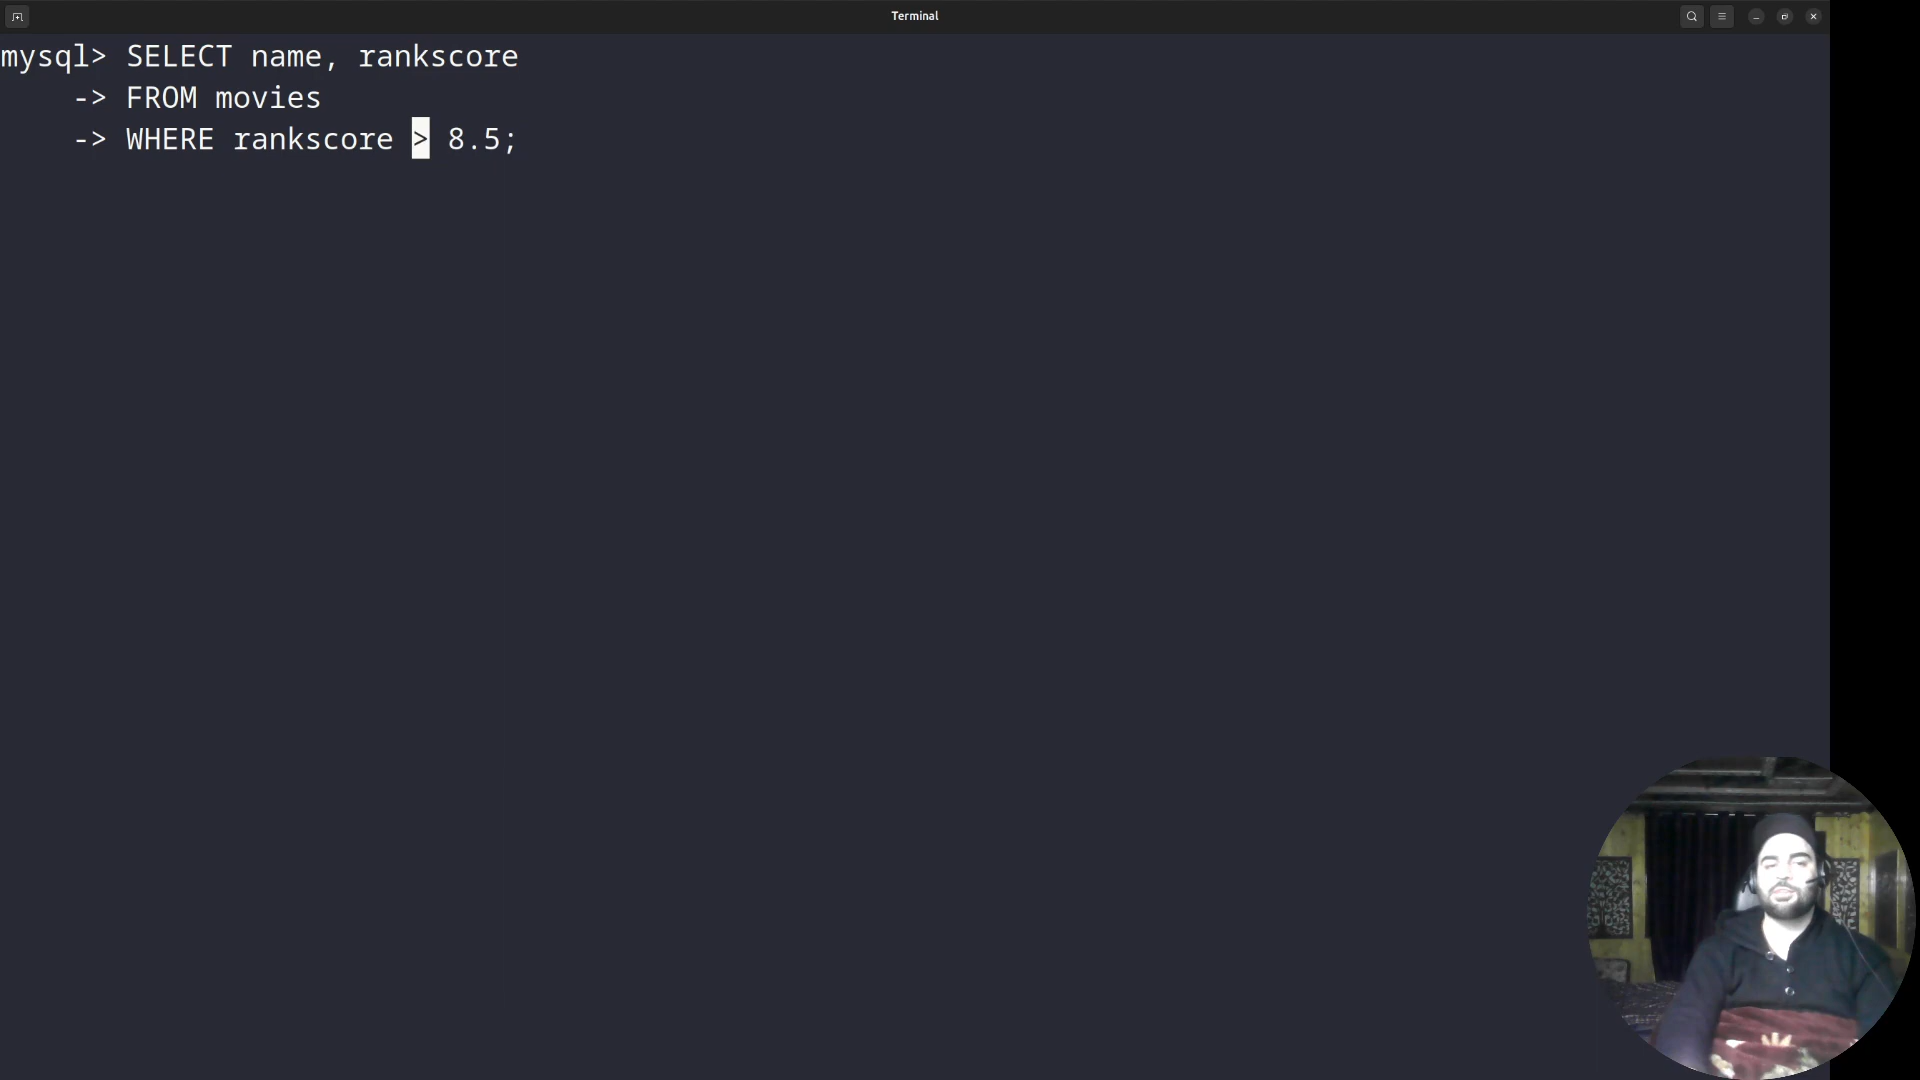 Terminal
mysql> SELECT name, rankscore
-> FROM movies
-> WHERE rankscore > 8.5;